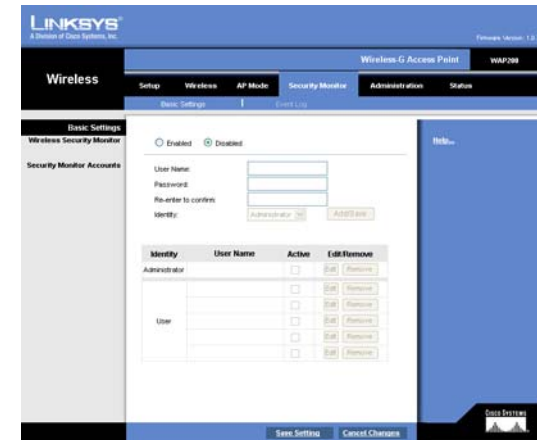 LINKSYS®
A Division of Cisco Systems, Inc.
Firmware Version: 1.0
Wireless-G Access Point
WAP200
Wireless
Setup Wireless AP Mode Security Monitor Administration Status
Basic Settings | Event Log
Basic Settings
Wireless Security Monitor
Enabled Disabled
Help...
Security Monitor Accounts
User Name:
Password:
Re-enter to confirm:
Identity: Administrator Add/Save
Identity User Name Active Edit/Remove
Administrator Edit Remove
Edit Remove
Edit Remove
User Edit Remove
Edit Remove
Edit Remove
Save Setting Cancel Changes
CISCO SYSTEMS